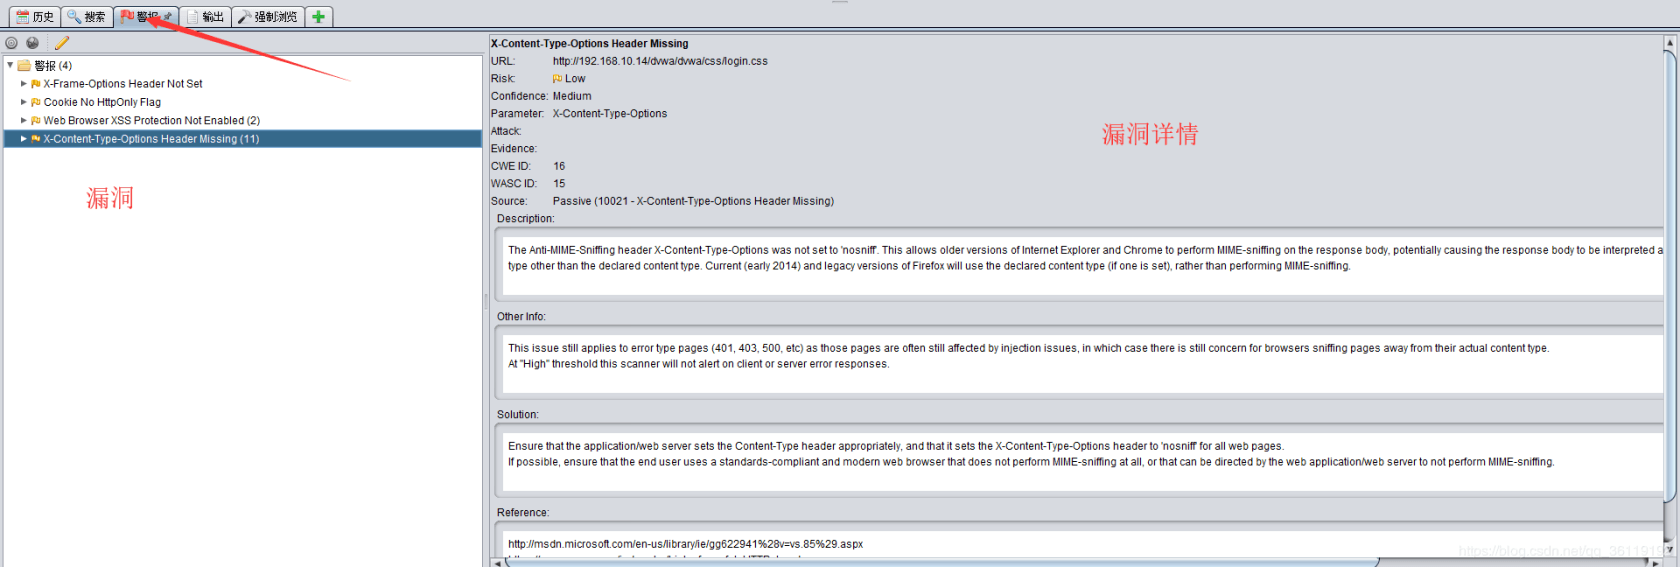 历史 搜索 警报 输出 强制浏览
警报 (4)
X-Frame-Options Header Not Set
Cookie No HttpOnly Flag
Web Browser XSS Protection Not Enabled (2)
X-Content-Type-Options Header Missing (11)
漏洞
X-Content-Type-Options Header Missing
URL: http://192.168.10.14/dvwa/dvwa/css/login.css
Risk: Low
Confidence: Medium
Parameter: X-Content-Type-Options
Attack:
Evidence:
CWE ID: 16
WASC ID: 15
Source: Passive (10021 - X-Content-Type-Options Header Missing)
漏洞详情
Description:
The Anti-MIME-Sniffing header X-Content-Type-Options was not set to 'nosniff'. This allows older versions of Internet Explorer and Chrome to perform MIME-sniffing on the response body, potentially causing the response body to be interpreted a
type other than the declared content type. Current (early 2014) and legacy versions of Firefox will use the declared content type (if one is set), rather than performing MIME-sniffing.
Other Info:
This issue still applies to error type pages (401, 403, 500, etc) as those pages are often still affected by injection issues, in which case there is still concern for browsers sniffing pages away from their actual content type.
At "High" threshold this scanner will not alert on client or server error responses.
Solution:
Ensure that the application/web server sets the Content-Type header appropriately, and that it sets the X-Content-Type-Options header to 'nosniff' for all web pages.
If possible, ensure that the end user uses a standards-compliant and modern web browser that does not perform MIME-sniffing at all, or that can be directed by the web application/web server to not perform MIME-sniffing.
Reference:
http://msdn.microsoft.com/en-us/library/ie/gg622941%28v=vs.85%29.aspx